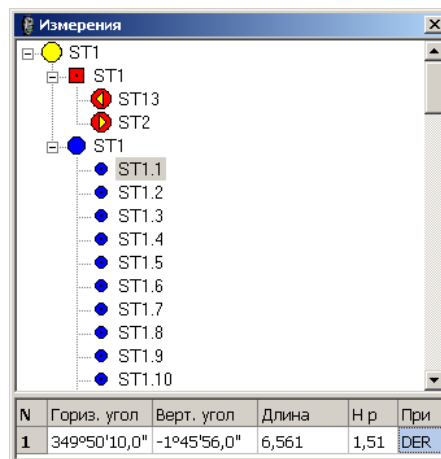 Измерения
ST1
ST1
ST13
ST2
ST1
ST1.1
ST1.2
ST1.3
ST1.4
ST1.5
ST1.6
ST1.7
ST1.8
ST1.9
ST1.10
N Гориз. угол Верт. угол Длина Н р При
1 349°50'10,0" -1°45'56,0" 6,561 1,51 DER